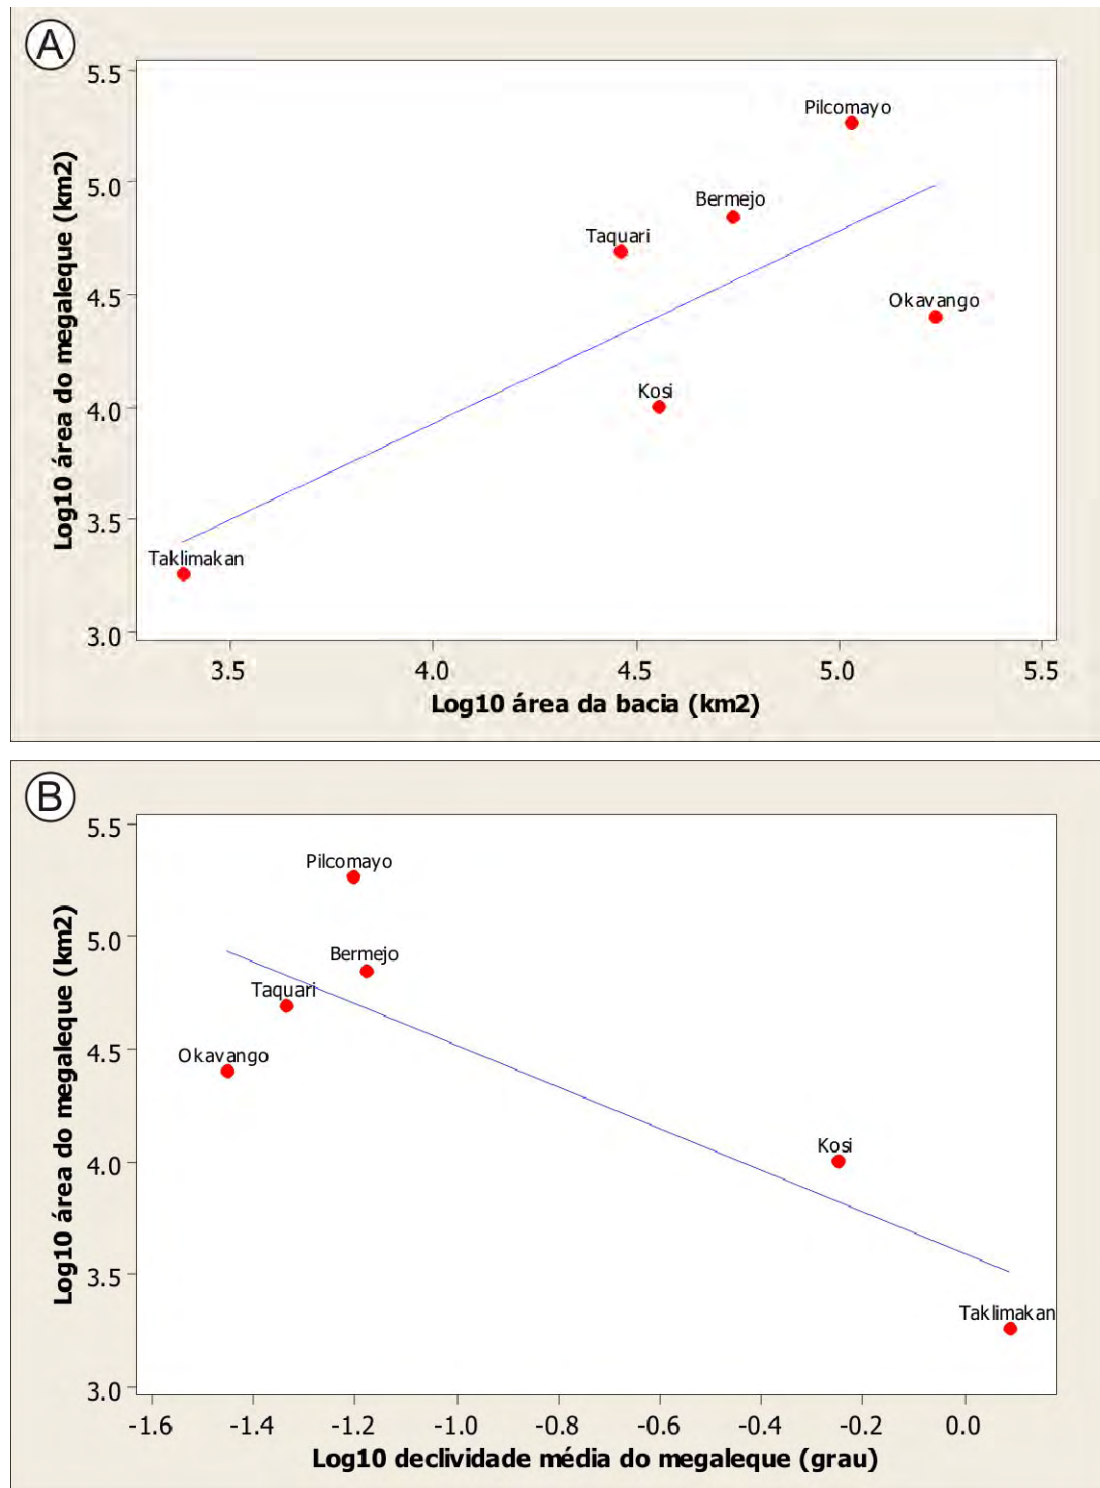 A
Log10 área do megaleque (km2)
5.5
5.0
4.5
4.0
3.5
3.0
Pilcomayo
Bermejo
Taquari
Okavango
Kosi
Taklimakan
3.5 4.0 4.5 5.0 5.5
Log10 área da bacia (km2)
B
Log10 área do megaleque (km2)
5.5
5.0
4.5
4.0
3.5
3.0
Pilcomayo
Bermejo
Taquari
Okavango
Kosi
Taklimakan
-1.6 -1.4 -1.2 -1.0 -0.8 -0.6 -0.4 -0.2 0.0
Log10 declividade média do megaleque (grau)